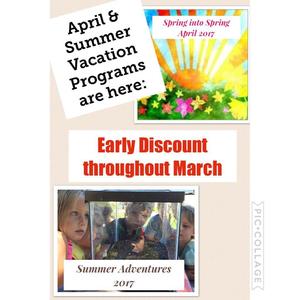 April &
Summer
Vacation
Programs
are here:
Spring into Spring
April 2017
Early Discount
throughout March
Summer Adventures
2017
PIC•COLLAGE